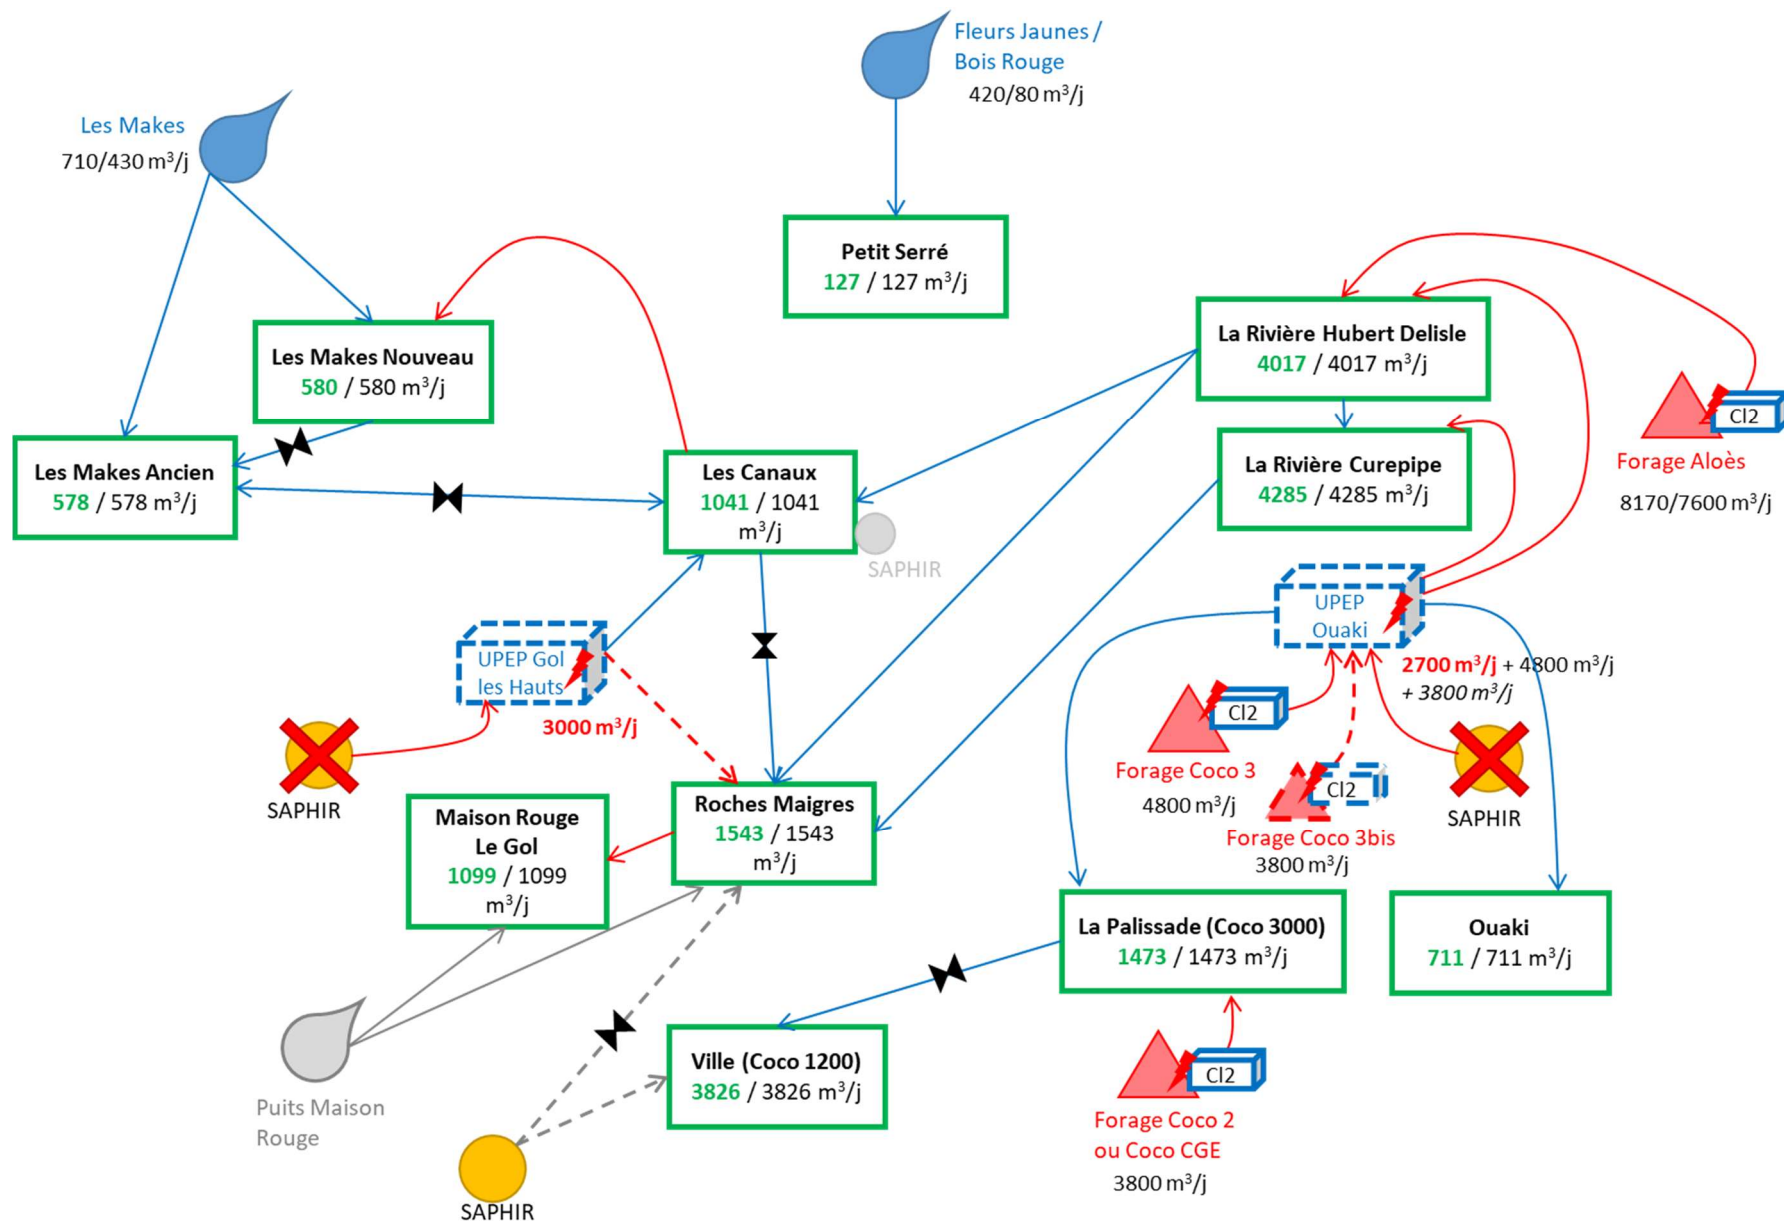 Fleurs Jaunes /
Bois Rouge
420/80 m³/j
Les Makes
710/430 m³/j
Petit Serré
127 / 127 m³/j
Les Makes Nouveau
580 / 580 m³/j
La Rivière Hubert Delisle
4017 / 4017 m³/j
Cl2
Forage Aloès
8170/7600 m³/j
Les Makes Ancien
578 / 578 m³/j
Les Canaux
1041 / 1041
m³/j
SAPHIR
La Rivière Curepipe
4285 / 4285 m³/j
UPEP
Ouaki
2700 m³/j + 4800 m³/j
+ 3800 m³/j
UPEP Gol
les Hauts
3000 m³/j
SAPHIR
Cl2
Forage Coco 3
4800 m³/j
Cl2
Forage Coco 3bis
3800 m³/j
SAPHIR
Maison Rouge
Le Gol
1099 / 1099
m³/j
Roches Maigres
1543 / 1543
m³/j
La Palissade (Coco 3000)
1473 / 1473 m³/j
Ouaki
711 / 711 m³/j
Puits Maison
Rouge
Ville (Coco 1200)
3826 / 3826 m³/j
Cl2
Forage Coco 2
ou Coco CGE
3800 m³/j
SAPHIR